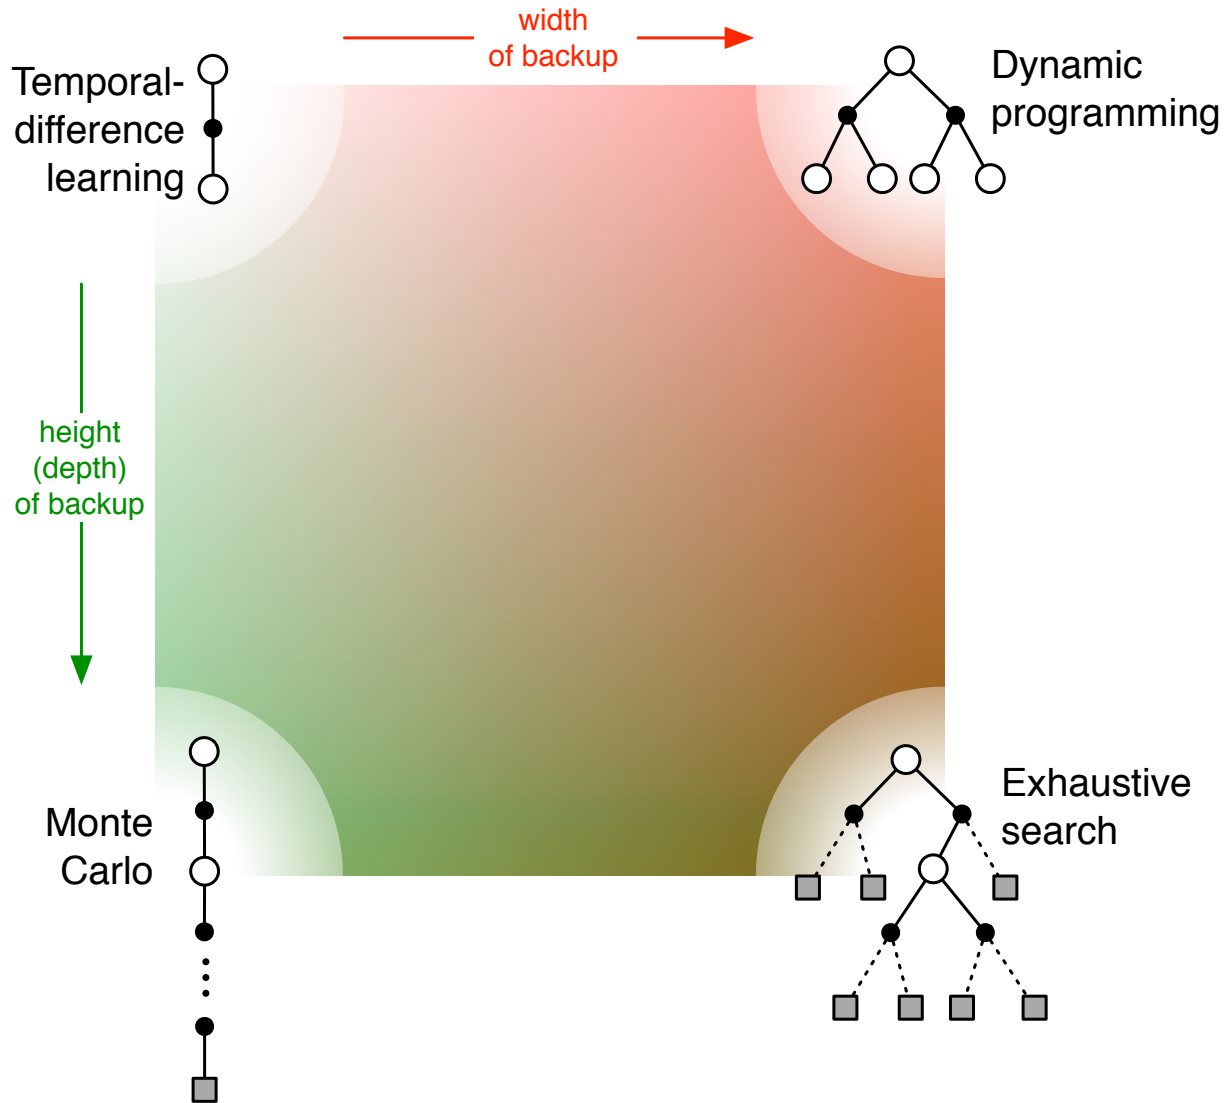 width
of backup
Temporal-
difference
learning
Dynamic
programming
height
(depth)
of backup
Monte
Carlo
Exhaustive
search